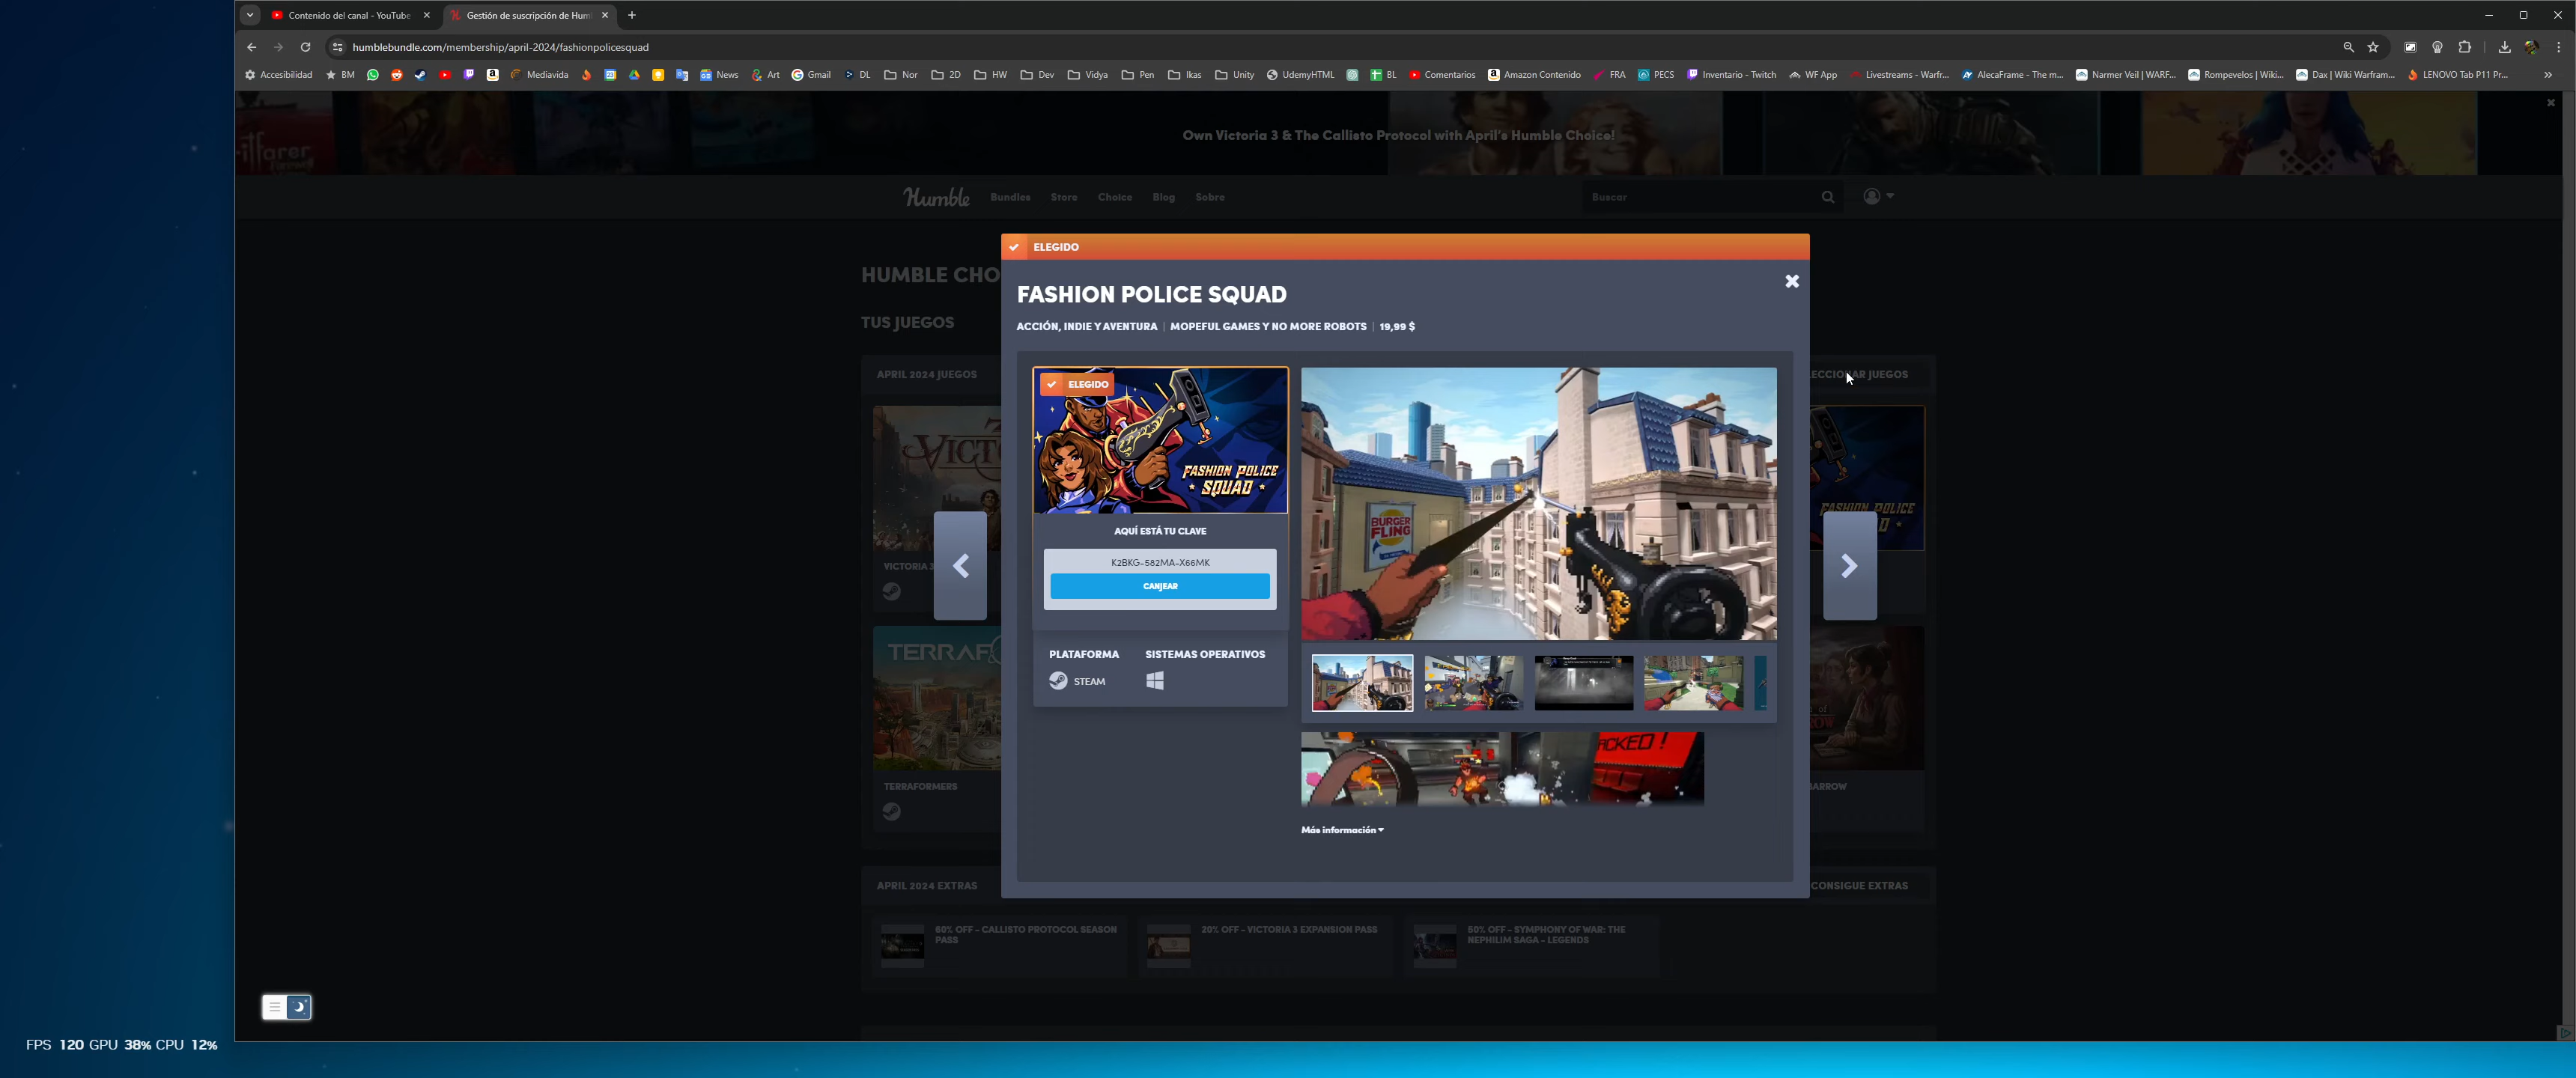 Contenido del canal - YouTube
Gestión de suscripción de Hum
humblebundle.com/membership/april-2024/fashionpolicesquad
Accesibilidad BM Mediavida News Art Gmail DL Nor 2D HW Dev Vidya Pen Ikas Unity UdemyHTML BL Comentarios Amazon Contenido FRA PECS Inventario - Twitch WF App Livestreams - Warfr... AlecaFrame - The m... Narmer Veil | WARF... Rompevelos | Wiki... Dax | Wiki Warfram... LENOVO Tab P11 Pr...
Own Victoria 3 & The Callisto Protocol with April's Humble Choice!
Humble Bundles Store Choice Blog Sobre Buscar
ELEGIDO
HUMBLE CHO
FASHION POLICE SQUAD
TUS JUEGOS
ACCIÓN, INDIE Y AVENTURA | MOPEFUL GAMES Y NO MORE ROBOTS | 19,99 $
APRIL 2024 JUEGOS
ECCIONAR JUEGOS
ELEGIDO
FASHION POLICE
SQUAD
BURGER
FLING
AQUÍ ESTÁ TU CLAVE
K2BKG-582MA-X66MK
CANJEAR
VICTORIA 3
PLATAFORMA SISTEMAS OPERATIVOS
STEAM
TERRAF
ACKED!
TERRAFORMERS
ARROW
Más información
APRIL 2024 EXTRAS
CONSIGUE EXTRAS
60% OFF - CALLISTO PROTOCOL SEASON
PASS
20% OFF - VICTORIA 3 EXPANSION PASS
50% OFF - SYMPHONY OF WAR: THE
NEPHILIM SAGA - LEGENDS
FPS 120 GPU 38% CPU 12%